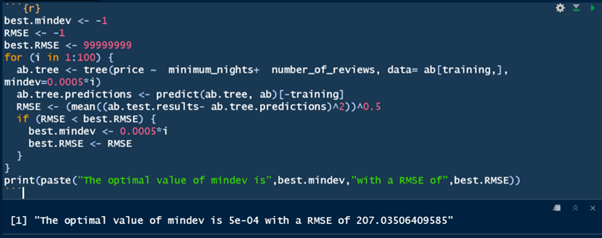 ```{r}
best.mindev <- -1
RMSE <- -1
best.RMSE <- 99999999
for (i in 1:100) {
ab.tree <- tree(price ~ minimum_nights+ number_of_reviews, data= ab[training,],
mindev=0.0005*i)
ab.tree.predictions <- predict(ab.tree, ab)[-training]
RMSE <- (mean((ab.test.results- ab.tree.predictions)^2))^0.5
if (RMSE < best.RMSE) {
best.mindev <- 0.0005*i
best.RMSE <- RMSE
}
}
print(paste("The optimal value of mindev is",best.mindev,"with a RMSE of",best.RMSE))
```
[1] "The optimal value of mindev is 5e-04 with a RMSE of 207.03506409585"